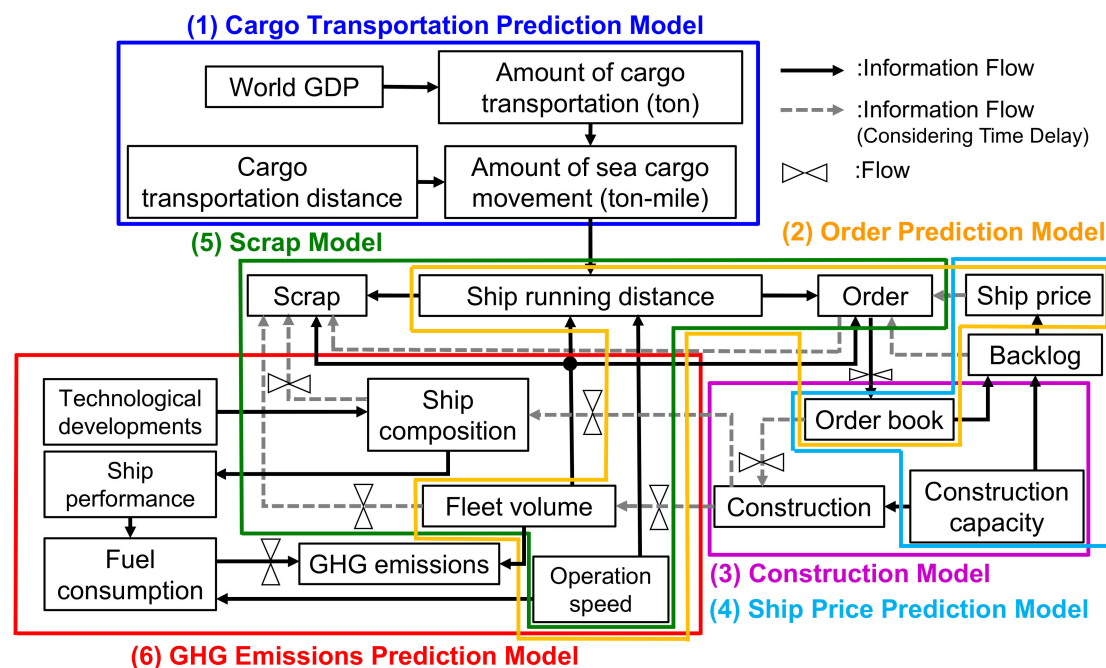 (1) Cargo Transportation Prediction Model
World GDP
Amount of cargo
transportation (ton)
:Information Flow
:Information Flow
(Considering Time Delay)
:Flow
Cargo
transportation distance
Amount of sea cargo
movement (ton-mile)
(5) Scrap Model
(2) Order Prediction Model
Scrap
Ship running distance
Order
Ship price
Backlog
Technological
developments
Ship
composition
Order book
Ship
performance
Fleet volume
Construction
Construction
capacity
Fuel
consumption
GHG emissions
Operation
speed
(3) Construction Model
(4) Ship Price Prediction Model
(6) GHG Emissions Prediction Model